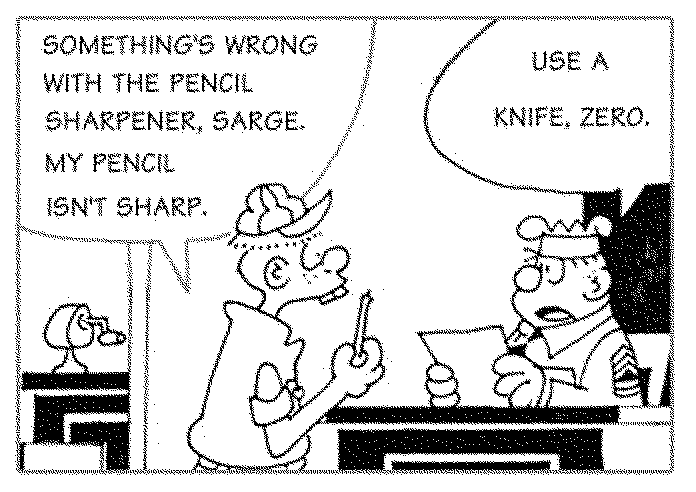 SOMETHING'S WRONG
WITH THE PENCIL
SHARPENER, SARGE.
MY PENCIL
ISN'T SHARP.
USE A
KNIFE, ZERO.